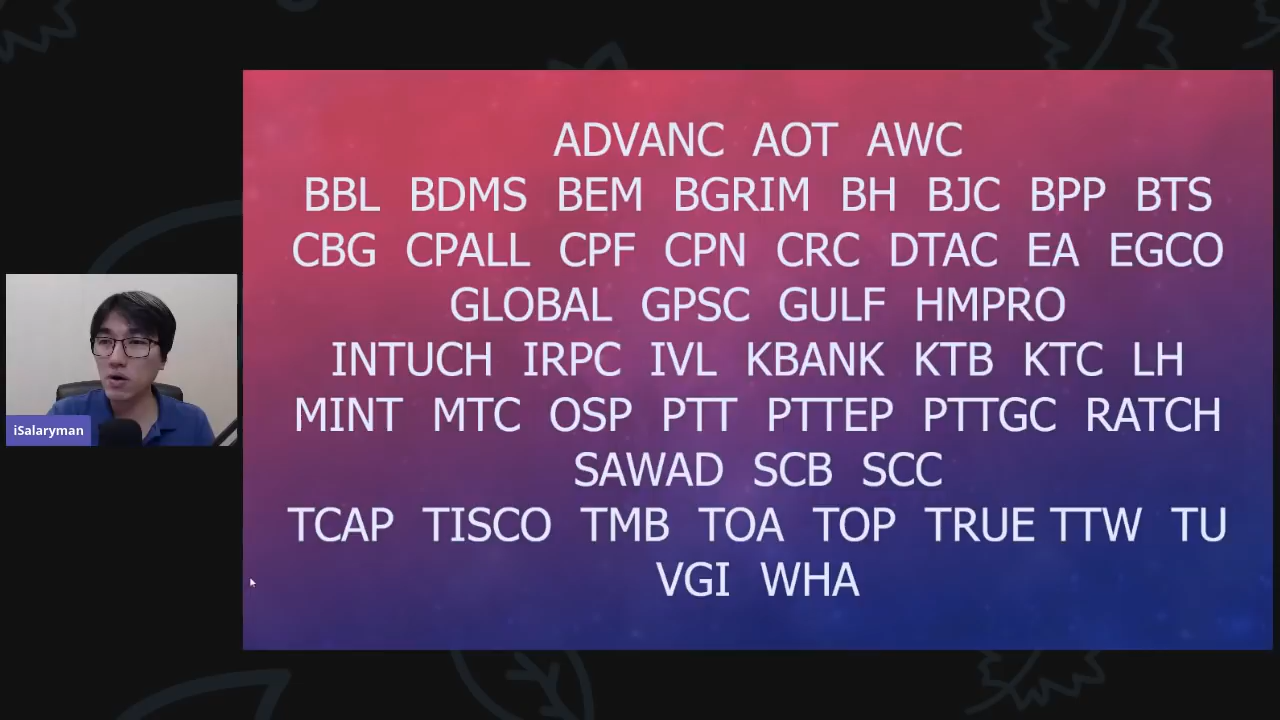 ADVANC AOT AWC
BBL BDMS BEM BGRIM BH BJC BPP BTS
CBG CPALL CPF CPN CRC DTAC EA EGCO
GLOBAL GPSC GULF HMPRO
INTUCH IRPC IVL KBANK KTB KTC LH
MINT MTC OSP PTT PTTEP PTTGC RATCH
SAWAD SCB SCC
TCAP TISCO TMB TOA TOP TRUE TTW TU
VGI WHA
iSalaryman